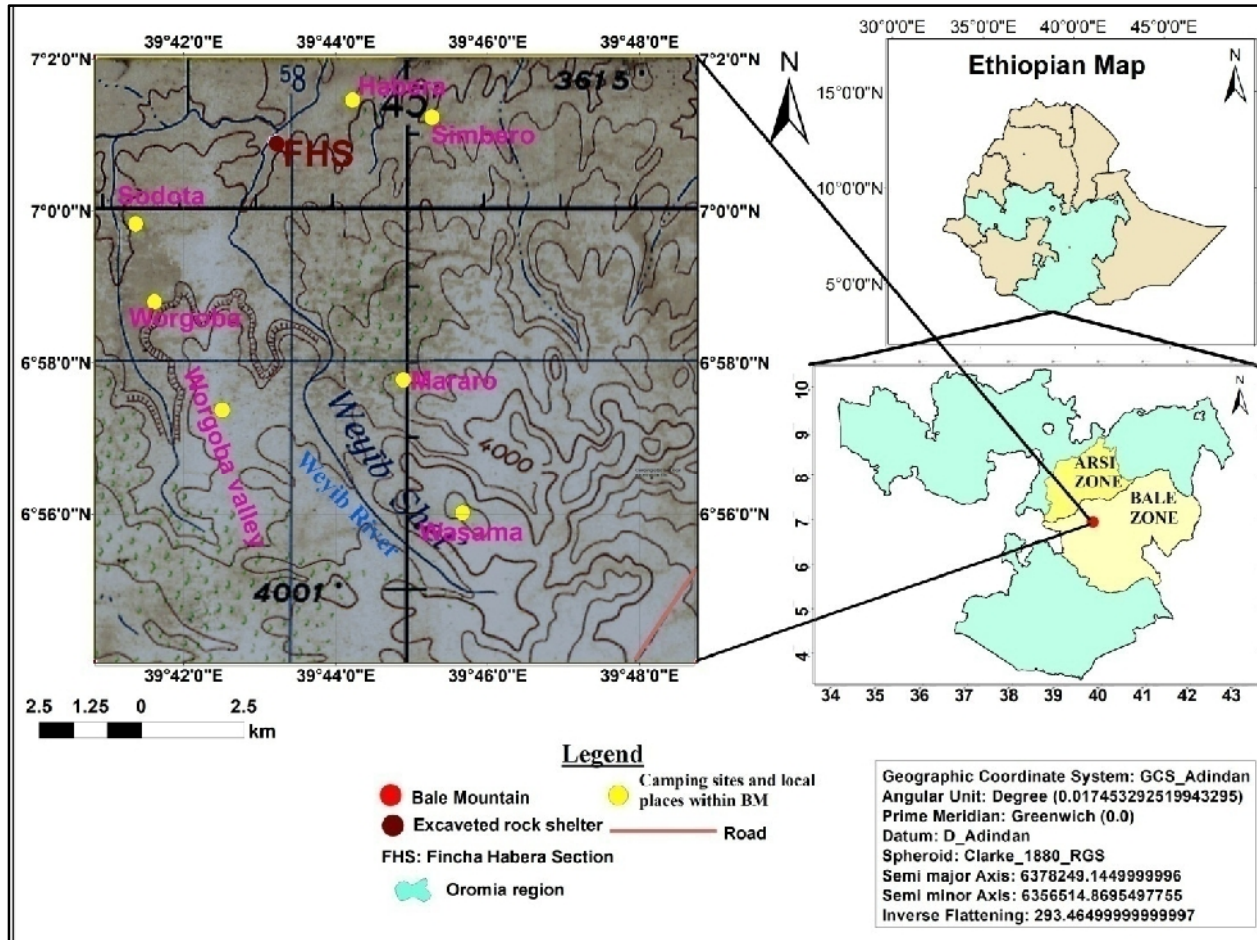 39°42'0"E
39°44'0"E
39°46'0"E
39°48'0"E
7°2'0"N
7°2'0"N
7°0'0"N
7°0'0"N
6°58'0"N
6°58'0"N
6°56'0"N
6°56'0"N
39°42'0"E
39°44'0"E
39°46'0"E
39°48'0"E
58
Habera
45
3615
Simbero
FHS
Sodota
Worgoba
Mararo
Worgoba Valley
Weyib
Weyib River
4000
Wasama
4001
N
2.5 1.25 0 2.5
km
30°0'0"E
35°0'0"E
40°0'0"E
45°0'0"E
Ethiopian Map
N
15°0'0"N
10°0'0"N
5°0'0"N
N
10
9
8
7
6
5
4
ARSI
ZONE
BALE
ZONE
34 35 36 37 38 39 40 41 42 43
Legend
Bale Mountain
Camping sites and local
places within BM
Excaveted rock shelter
Road
FHS: Fincha Habera Section
Oromia region
Geographic Coordinate System: GCS_Adindan
Angular Unit: Degree (0.017453292519943295)
Prime Meridian: Greenwich (0.0)
Datum: D_Adindan
Spheroid: Clarke_1880_RGS
Semi major Axis: 6378249.1449999996
Semi minor Axis: 6356514.8695497755
Inverse Flattening: 293.46499999999997